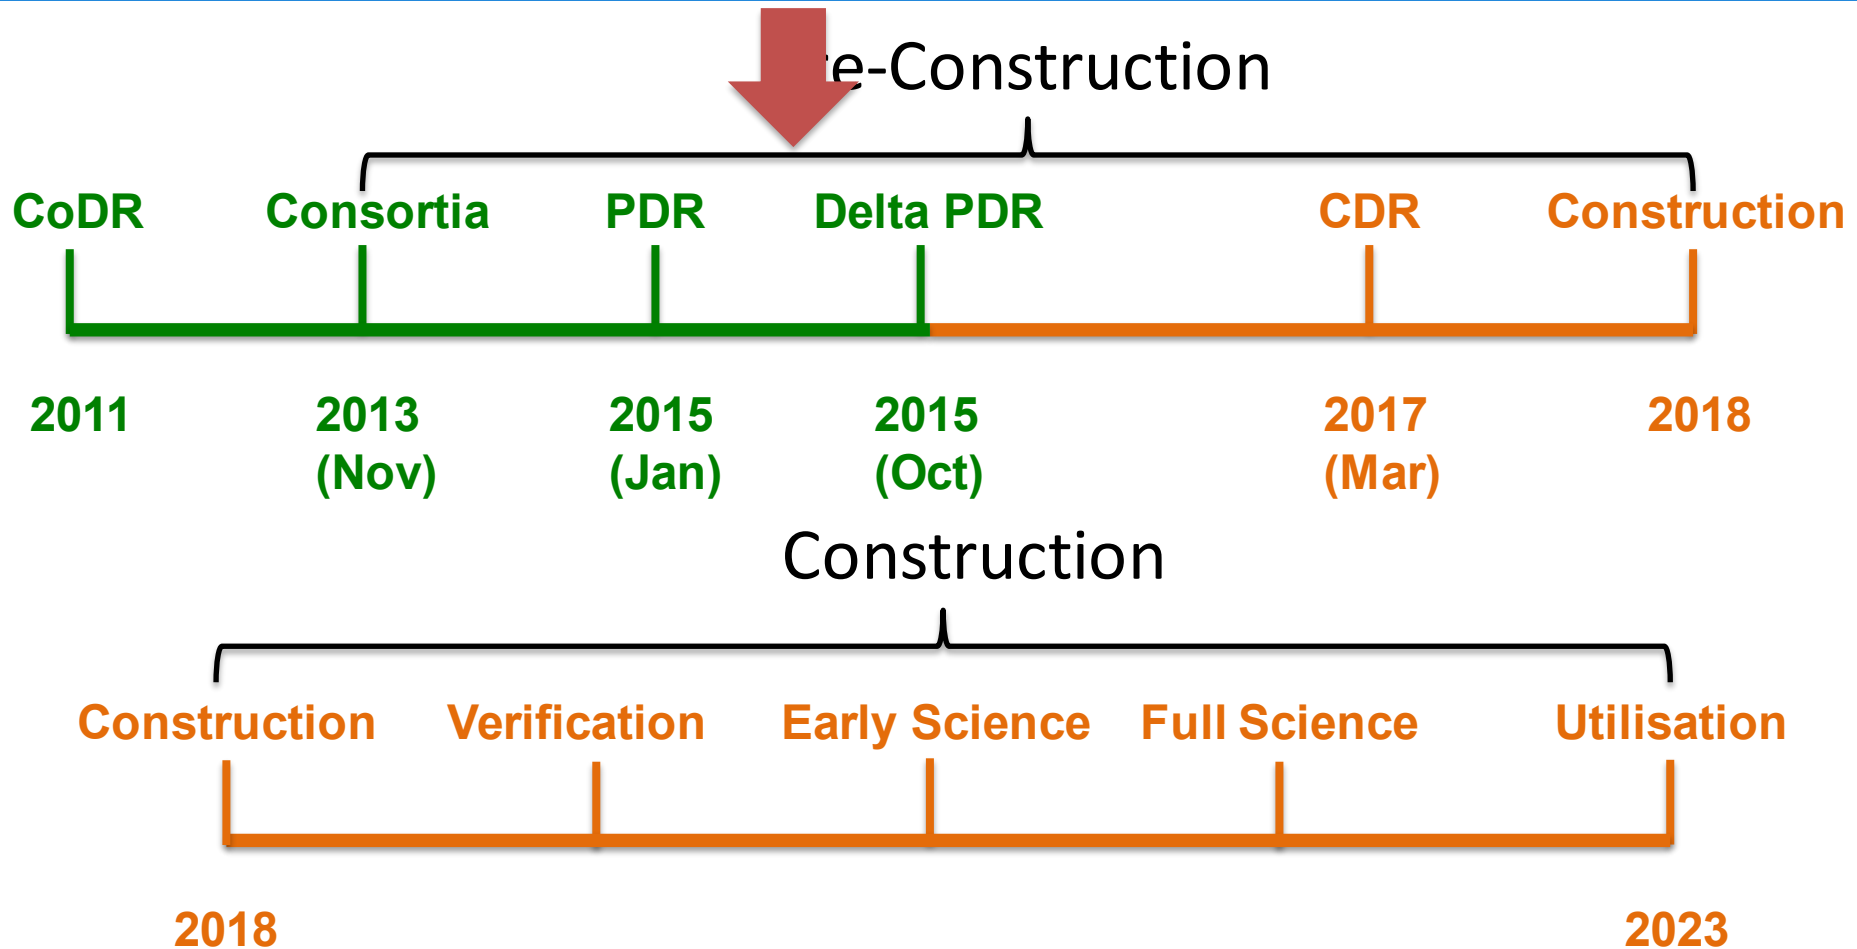 re-Construction
CoDR Consortia PDR Delta PDR CDR Construction
2011 2013 2015 2015 2017 2018
(Nov) (Jan) (Oct) (Mar)
Construction
Construction Verification Early Science Full Science Utilisation
2018 2023